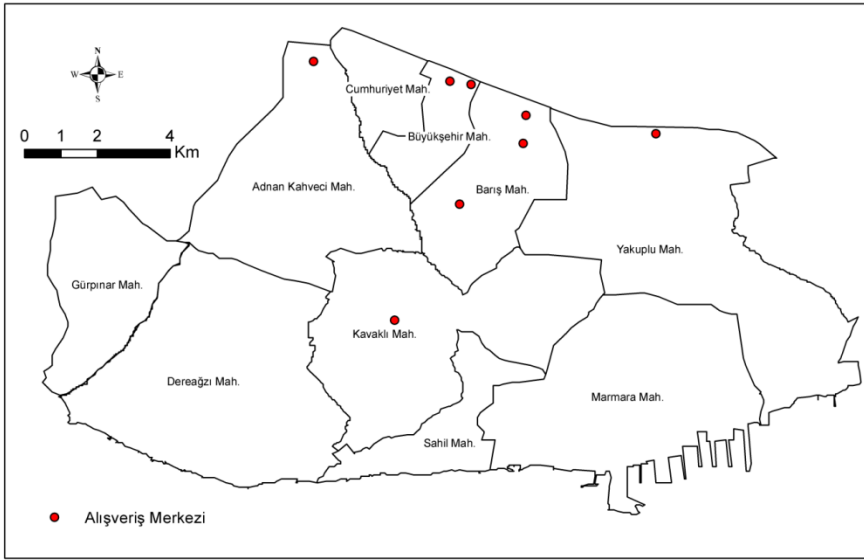 N
W E
S
0 1 2 4
Km
Cumhuriyet Mah.
Büyükşehir Mah.
Adnan Kahveci Mah.
Barış Mah.
Yakuplu Mah.
Gürpınar Mah.
Kavaklı Mah.
Dereağzı Mah.
Marmara Mah.
Sahil Mah.
Alışveriş Merkezi